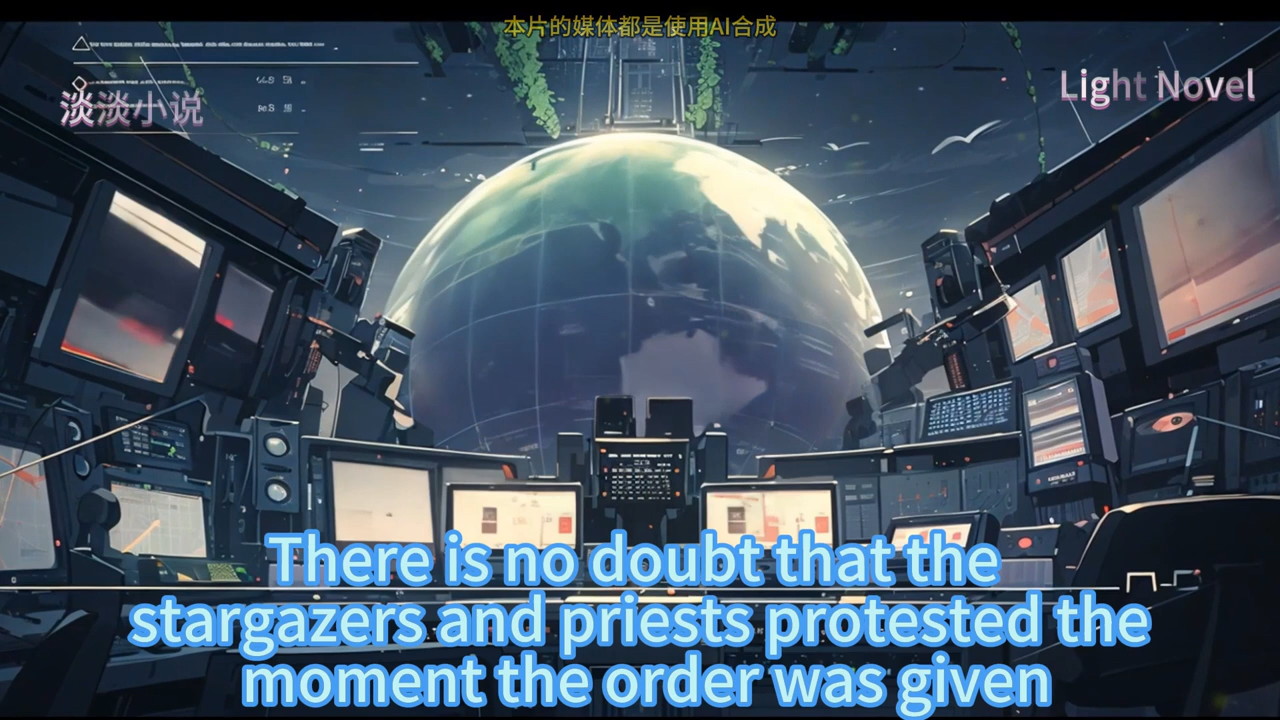 本片的媒体都是使用AI合成
淡淡小说
Light Novel
There is no doubt that the
stargazers and priests protested the
moment the order was given